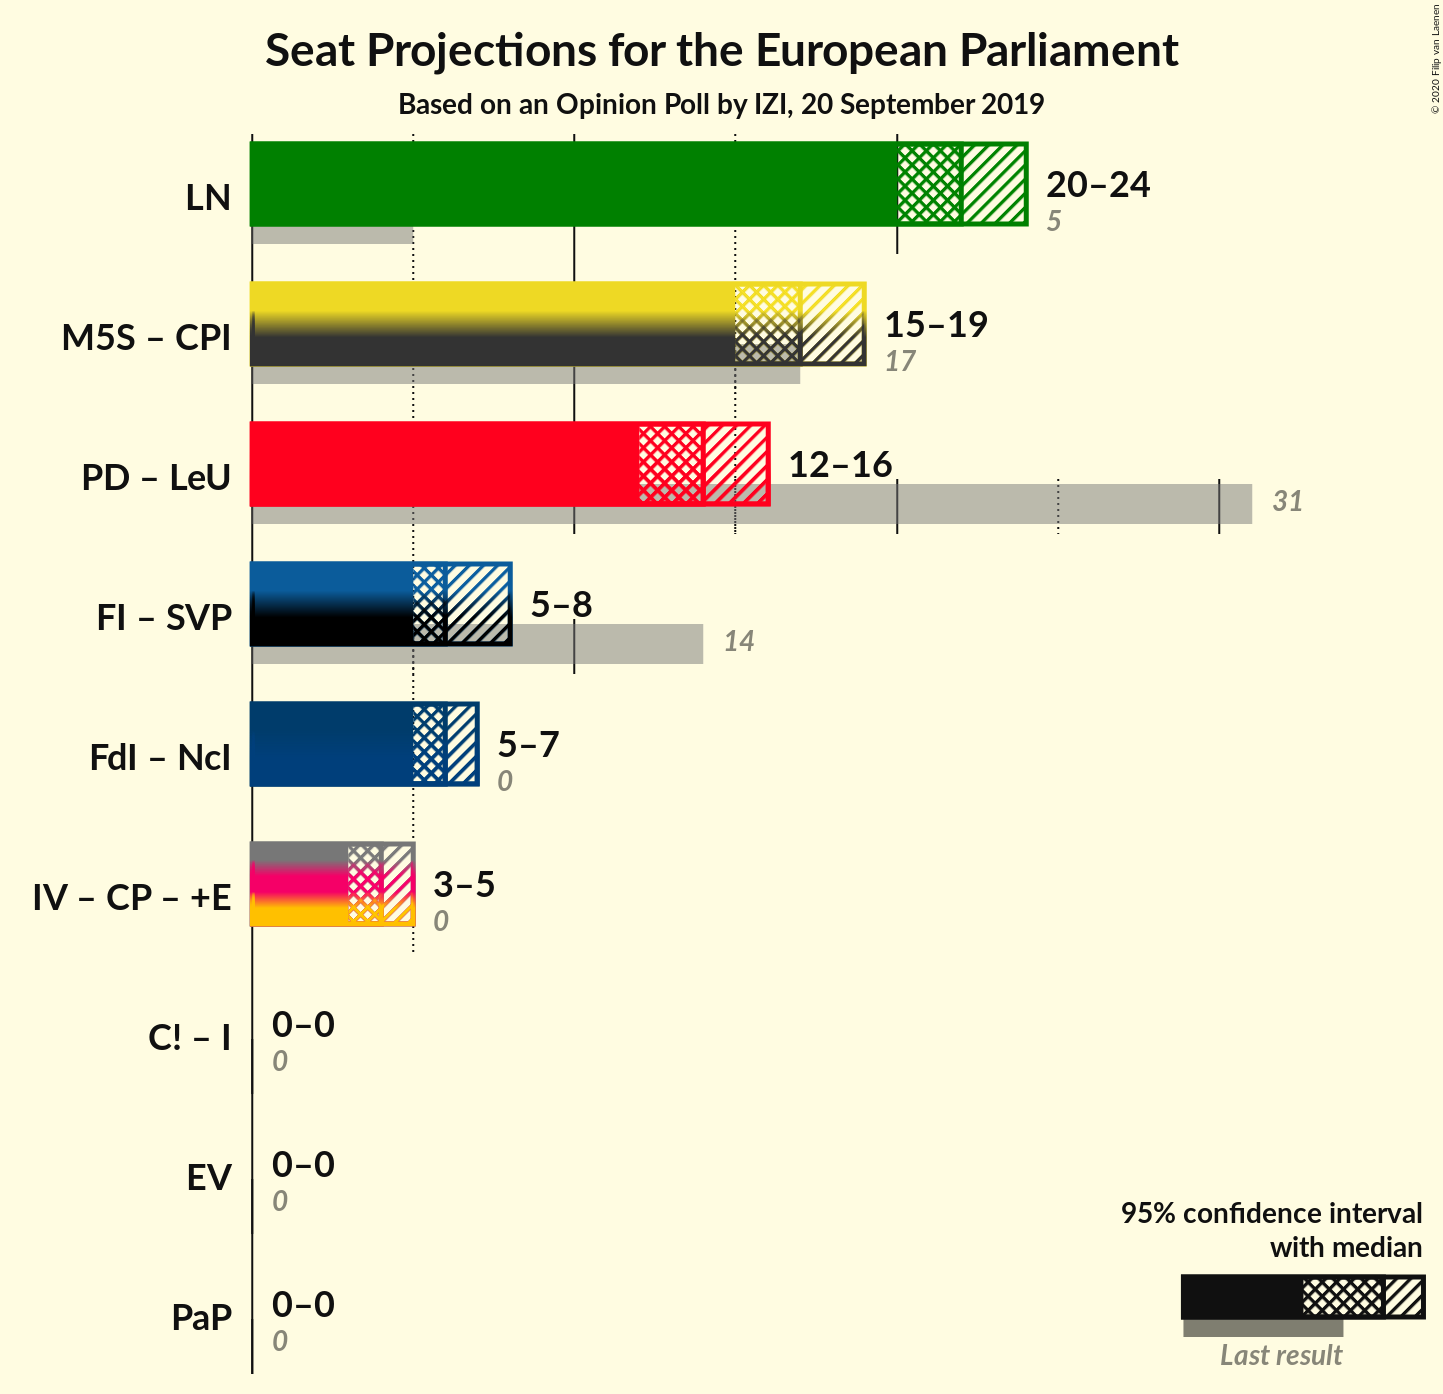 Seat Projections for the European Parliament
Based on an Opinion Poll by IZI, 20 September 2019
© 2020 Filip van Laenen
LN
20–24
5
M5S – CPI
15–19
17
PD – LeU
12–16
31
FI – SVP
5–8
14
FdI – NcI
5–7
0
IV – CP – +E
3–5
0
C! – I
0–0
0
EV
0–0
0
PaP
0–0
0
95% confidence interval
with median
Last result